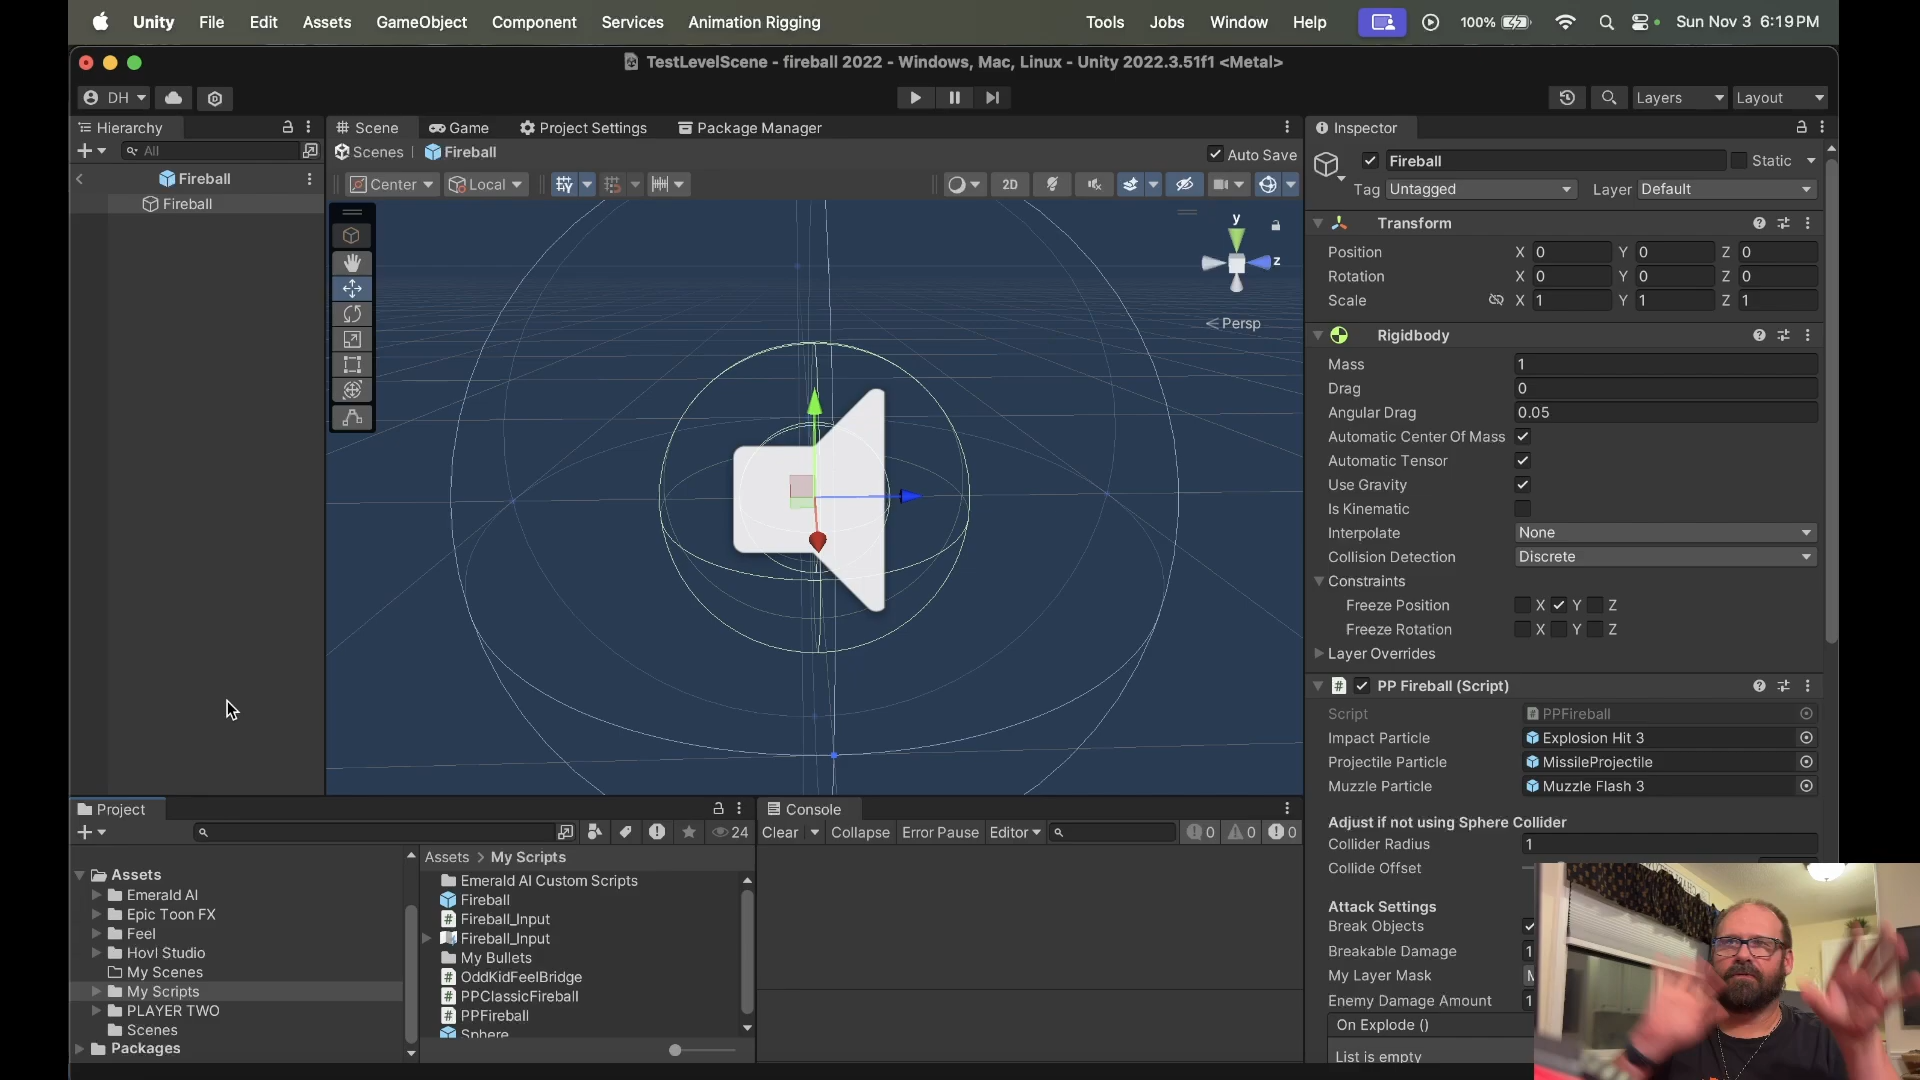 Unity File Edit Assets GameObject Component Services Animation Rigging Tools Jobs Window Help 100% Sun Nov 3 6:19 PM
TestLevelScene - fireball 2022 - Windows, Mac, Linux - Unity 2022.3.51f1 <Metal>
DH Layers Layout
Hierarchy
All
Fireball
Fireball
Scene Game Project Settings Package Manager
Scenes Fireball Auto Save
Center Local 2D
y
z
Persp
Inspector
Fireball Static
Tag Untagged Layer Default
Transform
Position X 0 Y 0 Z 0
Rotation X 0 Y 0 Z 0
Scale X 1 Y 1 Z 1
Rigidbody
Mass 1
Drag 0
Angular Drag 0.05
Automatic Center Of Mass
Automatic Tensor
Use Gravity
Is Kinematic
Interpolate None
Collision Detection Discrete
Constraints
Freeze Position X Y Z
Freeze Rotation X Y Z
Layer Overrides
# PP Fireball (Script)
Script PPFireball
Impact Particle Explosion Hit 3
Projectile Particle MissileProjectile
Muzzle Particle Muzzle Flash 3
Adjust if not using Sphere Collider
Collider Radius 1
Collide Offset
Attack Settings
Break Objects
Breakable Damage 1
My Layer Mask
Enemy Damage Amount 1
On Explode ()
List is empty
Project
24
Assets
Emerald AI
Epic Toon FX
Feel
Hovl Studio
My Scenes
My Scripts
PLAYER TWO
Scenes
Packages
Assets > My Scripts
Emerald AI Custom Scripts
Fireball
# Fireball_Input
Fireball_Input
My Bullets
# OddKidFeelBridge
# PPClassicFireball
# PPFireball
Sphere
Console
Clear Collapse Error Pause Editor 0 0 0